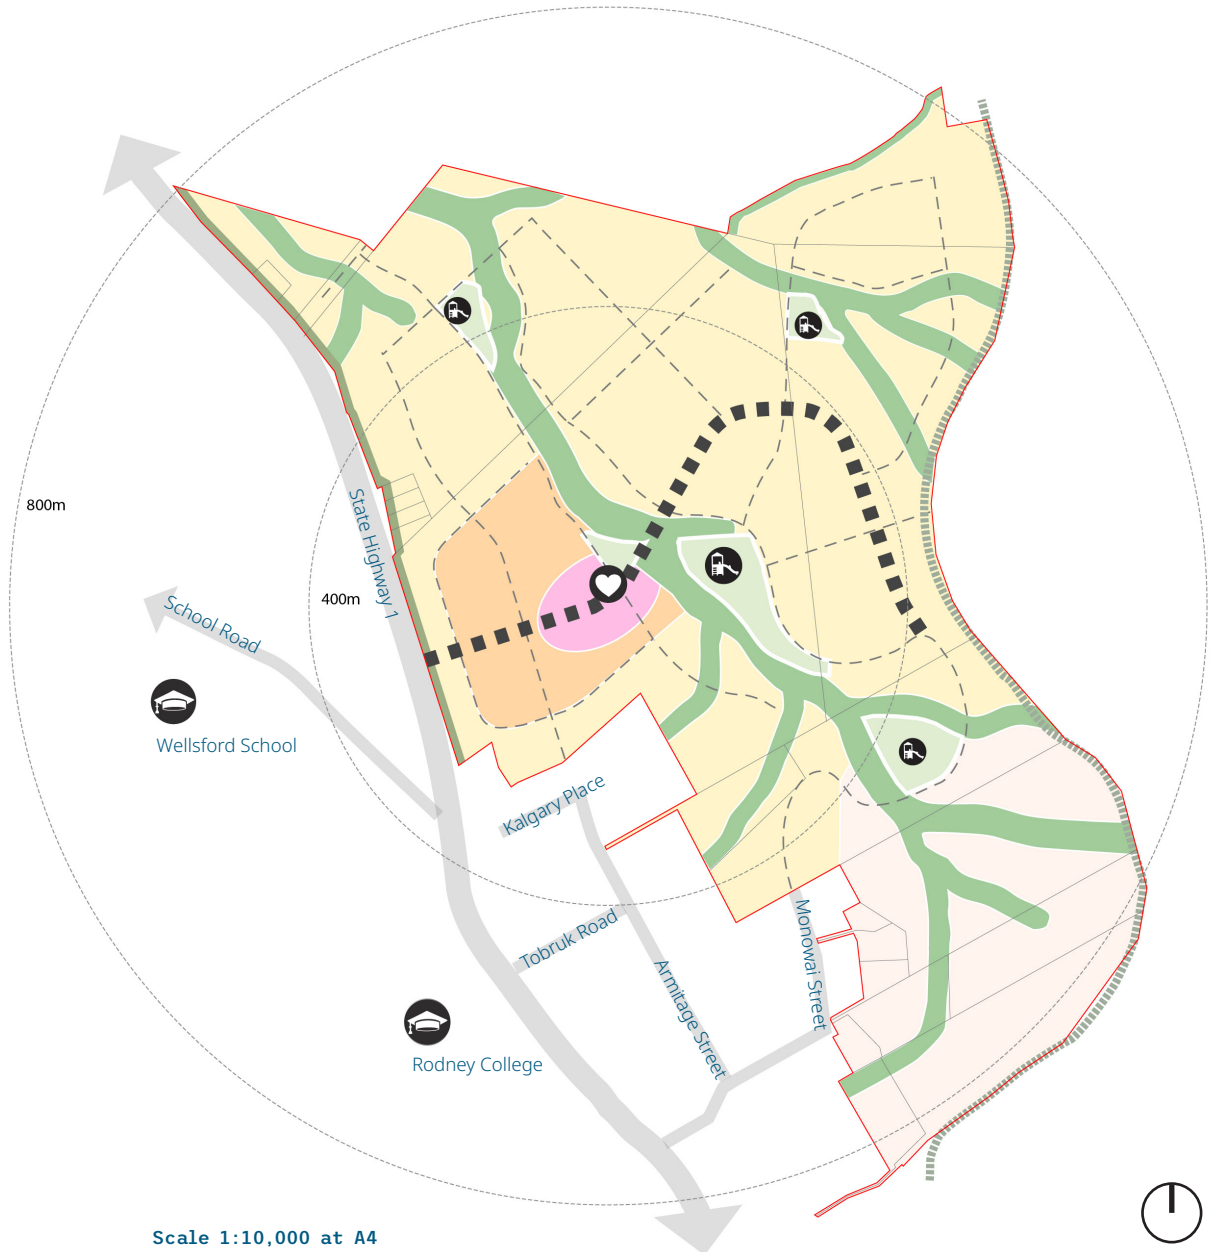 800m
State Highway 1
400m
School Road
Wellsford School
Kalgary Place
Tobruk Road
Monowai Street
Armitage Street
Rodney College
Scale 1:10,000 at A4